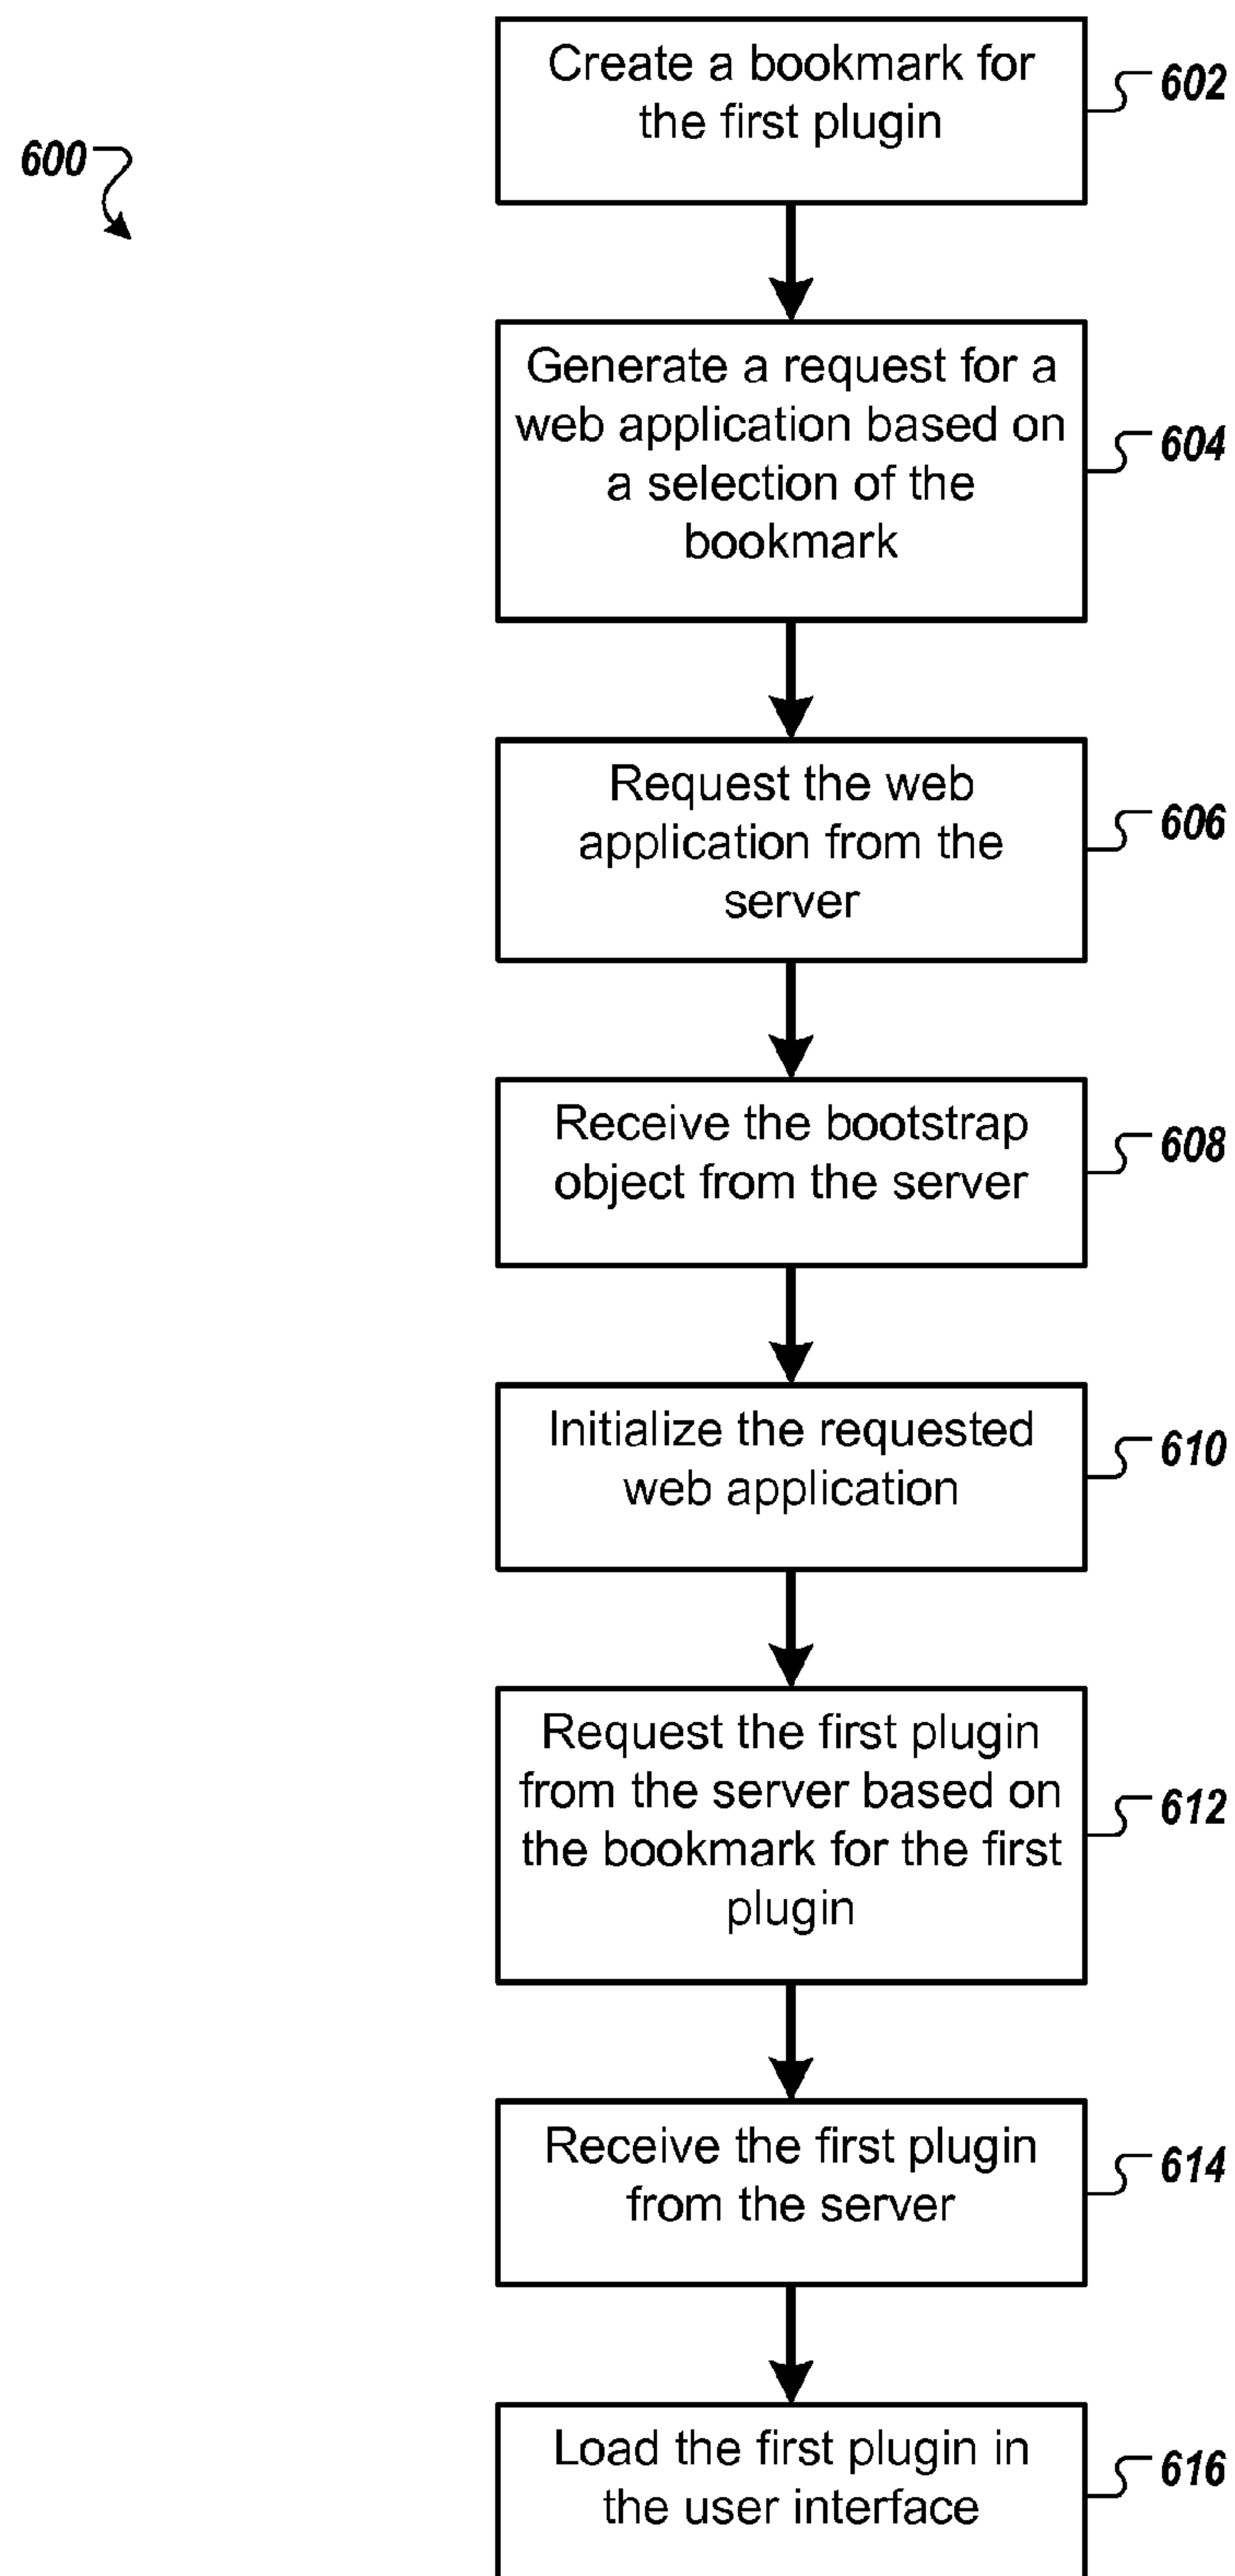 Create a bookmark for
the first plugin
602
600
Generate a request for a
web application based on
a selection of the
bookmark
604
Request the web
application from the
server
606
Receive the bootstrap
object from the server
608
Initialize the requested
web application
610
Request the first plugin
from the server based on
the bookmark for the first
plugin
612
Receive the first plugin
from the server
614
Load the first plugin in
the user interface
616